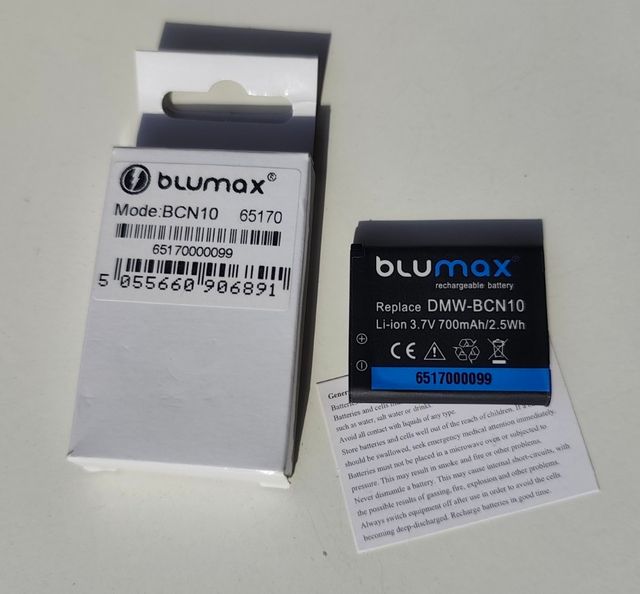 blumax®
Mode:BCN10 65170
65170000099
5 055660 906891
blumax®
rechargeable battery
Replace DMW-BCN10
Li-ion 3.7V 700mAh/2.5Wh
CE
6517000099
Gener
Batteries
Batteries and cells
such as water, salt water or drinks
Avoid all contact with liquids of any type.
Store batteries and cells well out of the reach of children. If a
should be swallowed, seek emergency medical attention immediately.
Batteries must not be placed in a microwave oven or subjected to
pressure. This may result in smoke and fire or other problems.
Never dismantle a battery. This may cause internal short-circuits, with
the possible results of gassing, fire, explosion and other problems.
Always switch equipment off after use in order to avoid the cells
becoming deep-discharged. Recharge batteries in good time.